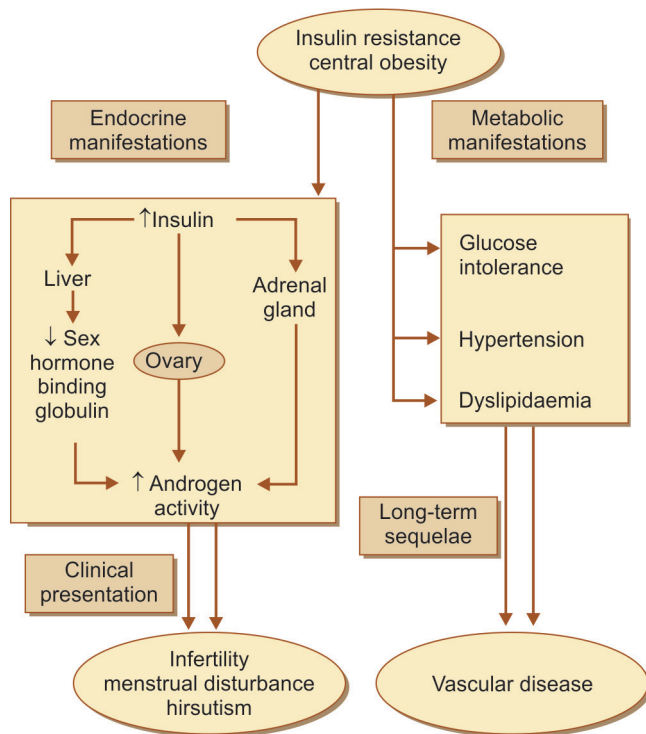 Insulin resistance
central obesity
Endocrine
manifestations
Metabolic
manifestations
↑Insulin
Liver
Adrenal
gland
↓ Sex
hormone
binding
globulin
Ovary
↑ Androgen
activity
Glucose
intolerance
Hypertension
Dyslipidaemia
Clinical
presentation
Long-term
sequelae
Infertility
menstrual disturbance
hirsutism
Vascular disease